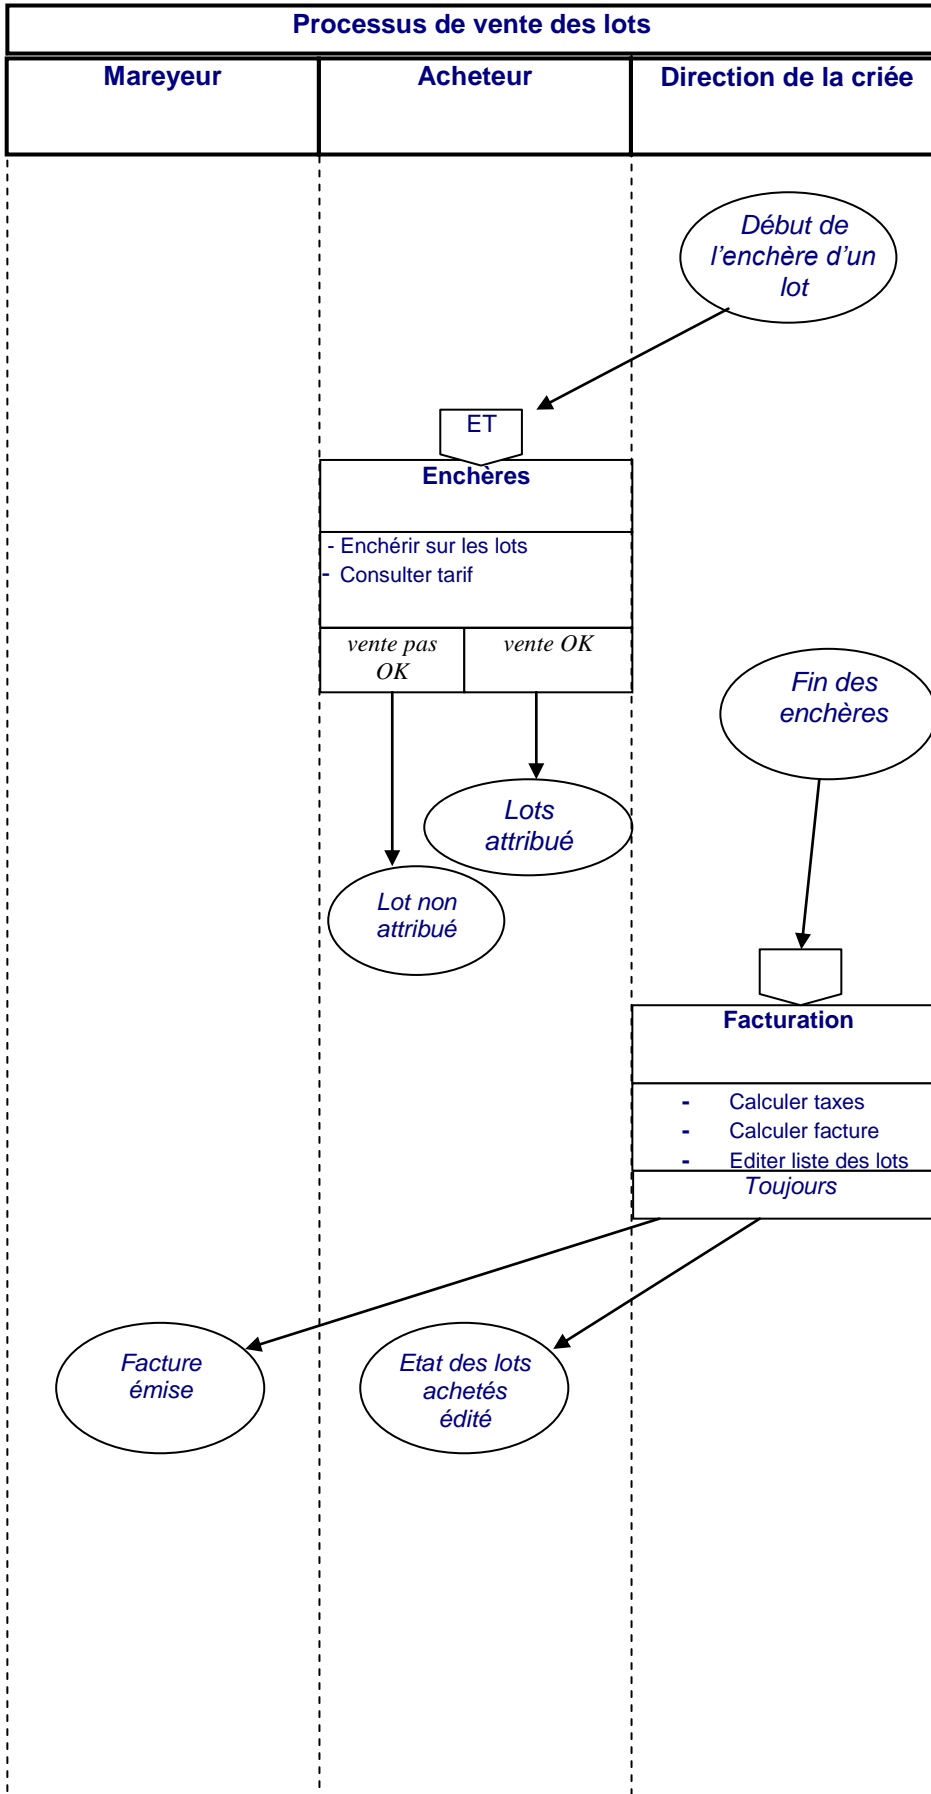 Processus de vente des lots
Mareyeur
Acheteur
Direction de la criée
Début de
l'enchère d'un
lot
ET
Enchères
- Enchérir sur les lots
- Consulter tarif
vente pas
OK
vente OK
Fin des
enchères
Lots
attribué
Lot non
attribué
Facturation
- Calculer taxes
- Calculer facture
- Editer liste des lots
Toujours
Facture
émise
Etat des lots
achetés
édité